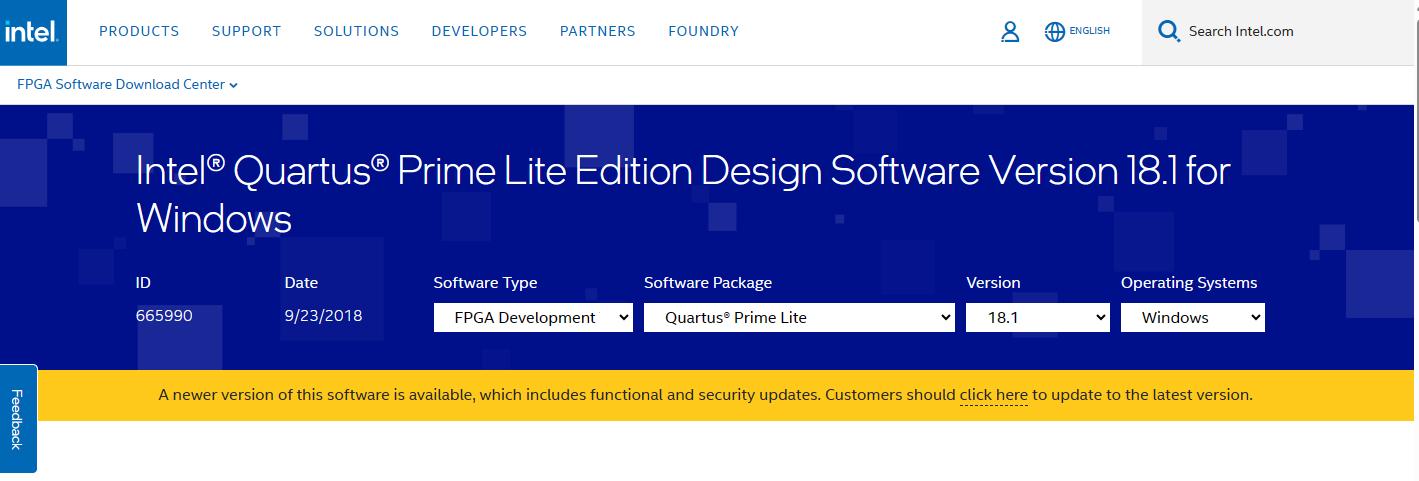 intel.
PRODUCTS SUPPORT SOLUTIONS DEVELOPERS PARTNERS FOUNDRY ENGLISH Search Intel.com
FPGA Software Download Center
Intel® Quartus® Prime Lite Edition Design Software Version 18.1 for
Windows
ID Date Software Type Software Package Version Operating Systems
665990 9/23/2018 FPGA Development Quartus® Prime Lite 18.1 Windows
A newer version of this software is available, which includes functional and security updates. Customers should click here to update to the latest version.
Feedback